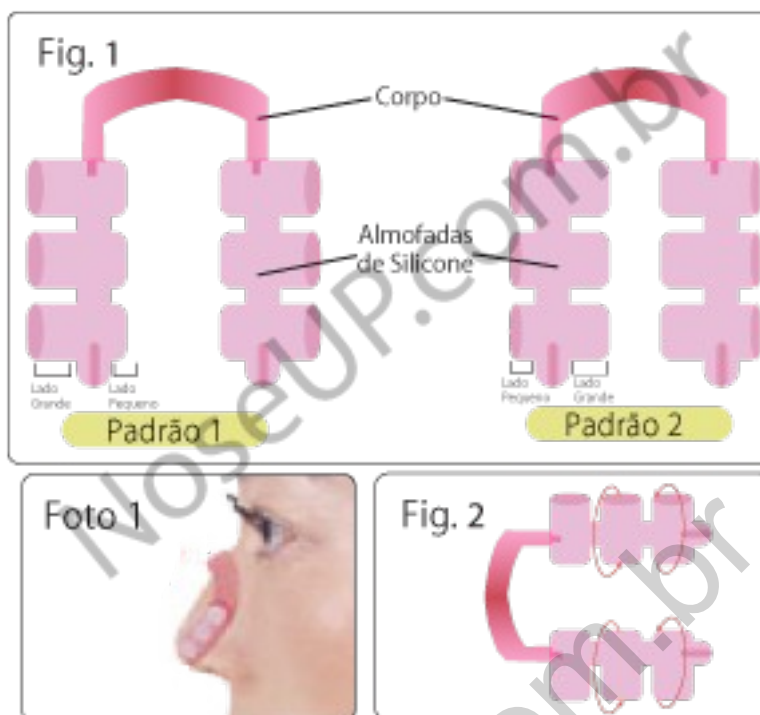 Fig. 1
Corpo
Almofadas
de Silicone
Lado
Grande
Lado
Pequeno
Lado
Pequeno
Lado
Grande
Padrão 1
Padrão 2
NoseUP.com.br
Foto 1
Fig. 2
com.br